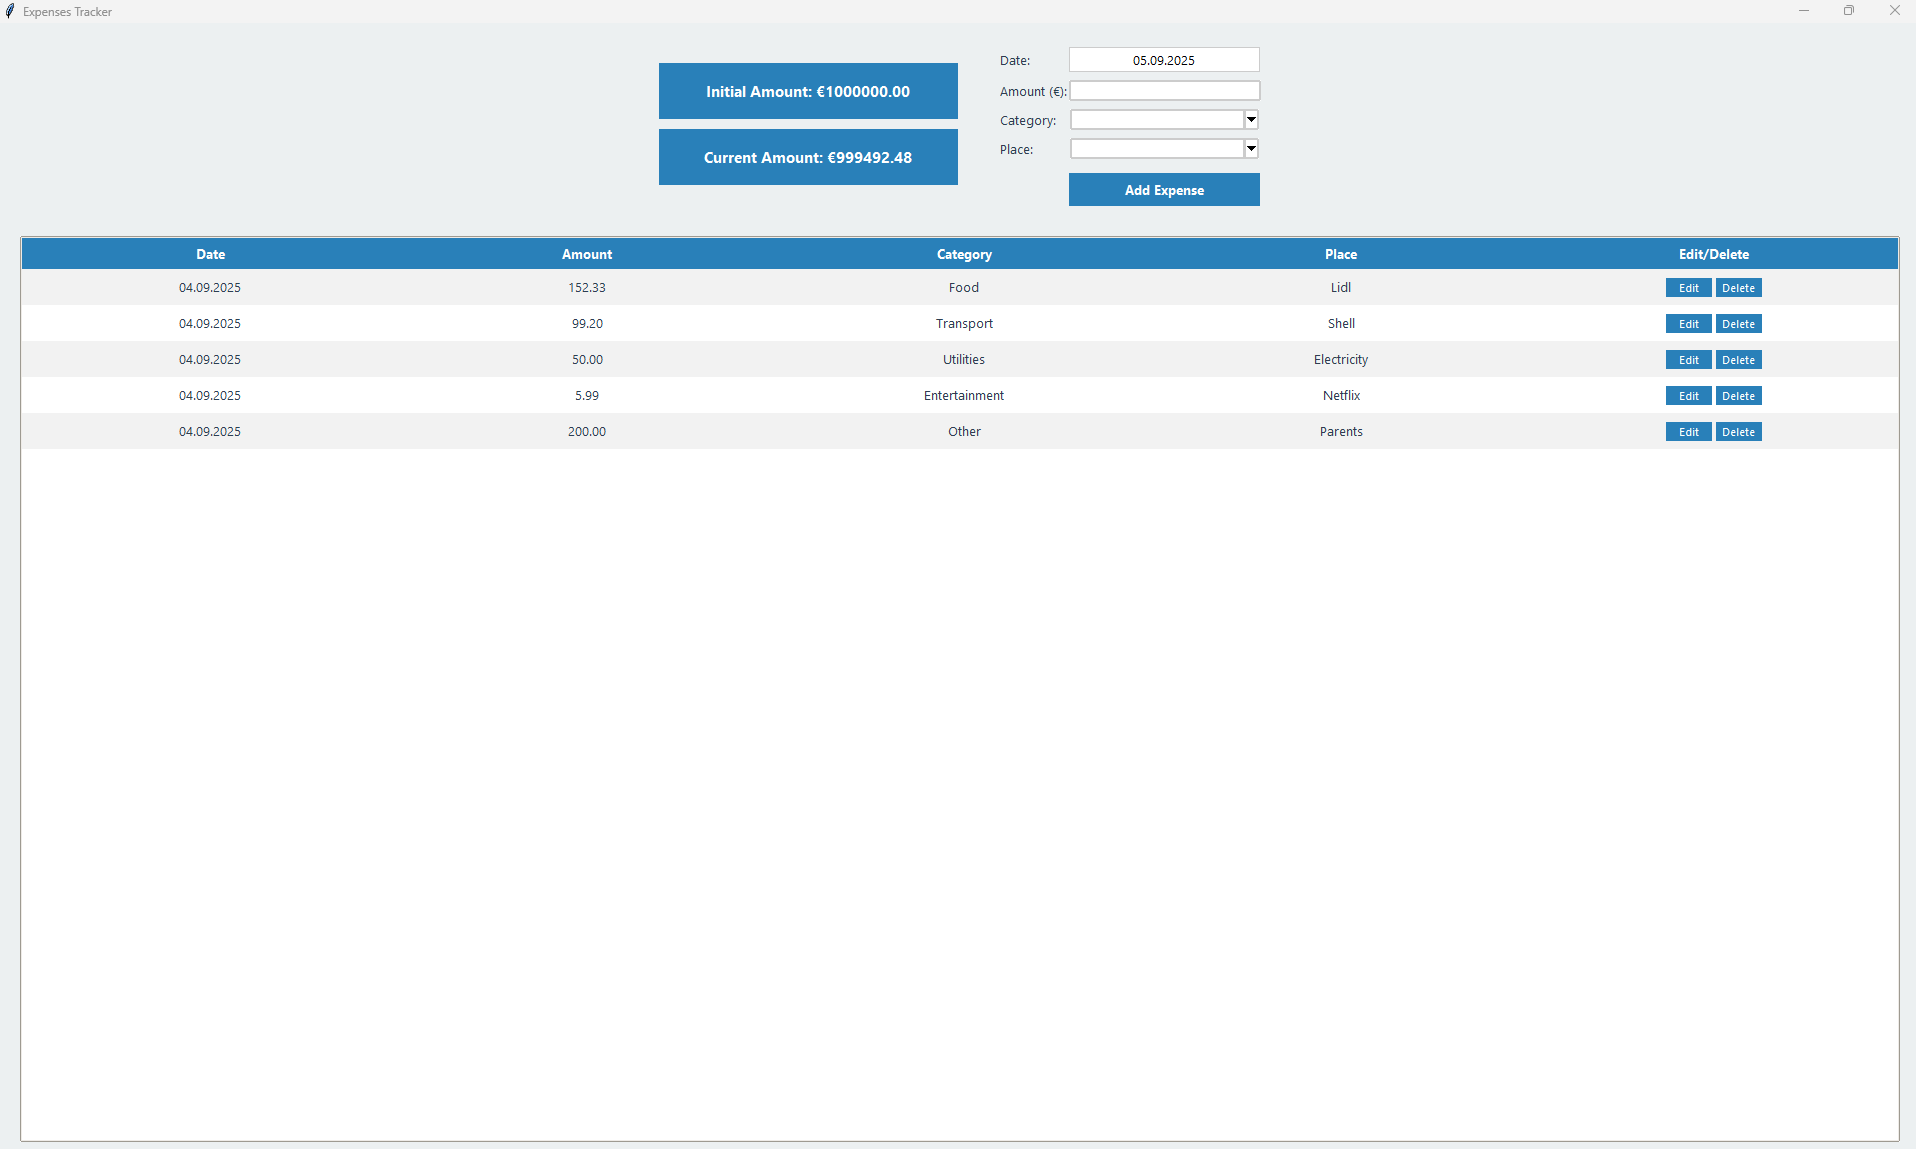 Expenses Tracker
Initial Amount: €1000000.00
Current Amount: €999492.48
Date: 05.09.2025
Amount (€):
Category:
Place:
Add Expense
Date Amount Category Place Edit/Delete
04.09.2025 152.33 Food Lidl Edit Delete
04.09.2025 99.20 Transport Shell Edit Delete
04.09.2025 50.00 Utilities Electricity Edit Delete
04.09.2025 5.99 Entertainment Netflix Edit Delete
04.09.2025 200.00 Other Parents Edit Delete